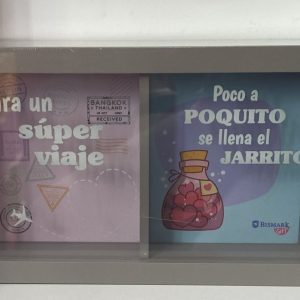 ara un
súper
viaje
BANGKOK
THAILAND
RECEIVED
Poco a
POQUITO
se llena el
JARRITO
BISMARK